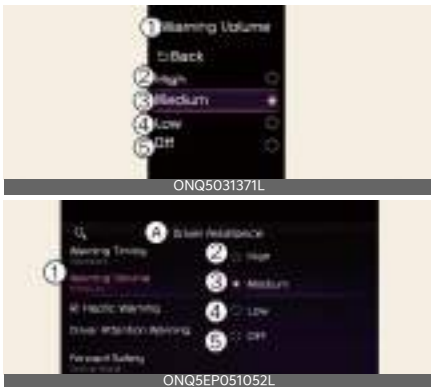 ① Warning Volume
Back
② High
③ Medium
④ Low
⑤ Off
ONQ5031371L
Ⓐ Driver Assistance
Warning Timing
① Warning Volume
② High
③ Medium
Haptic Warning
④ Low
Driver Attention Warning
⑤ Off
Forward Safety
ONQ5EP051052L